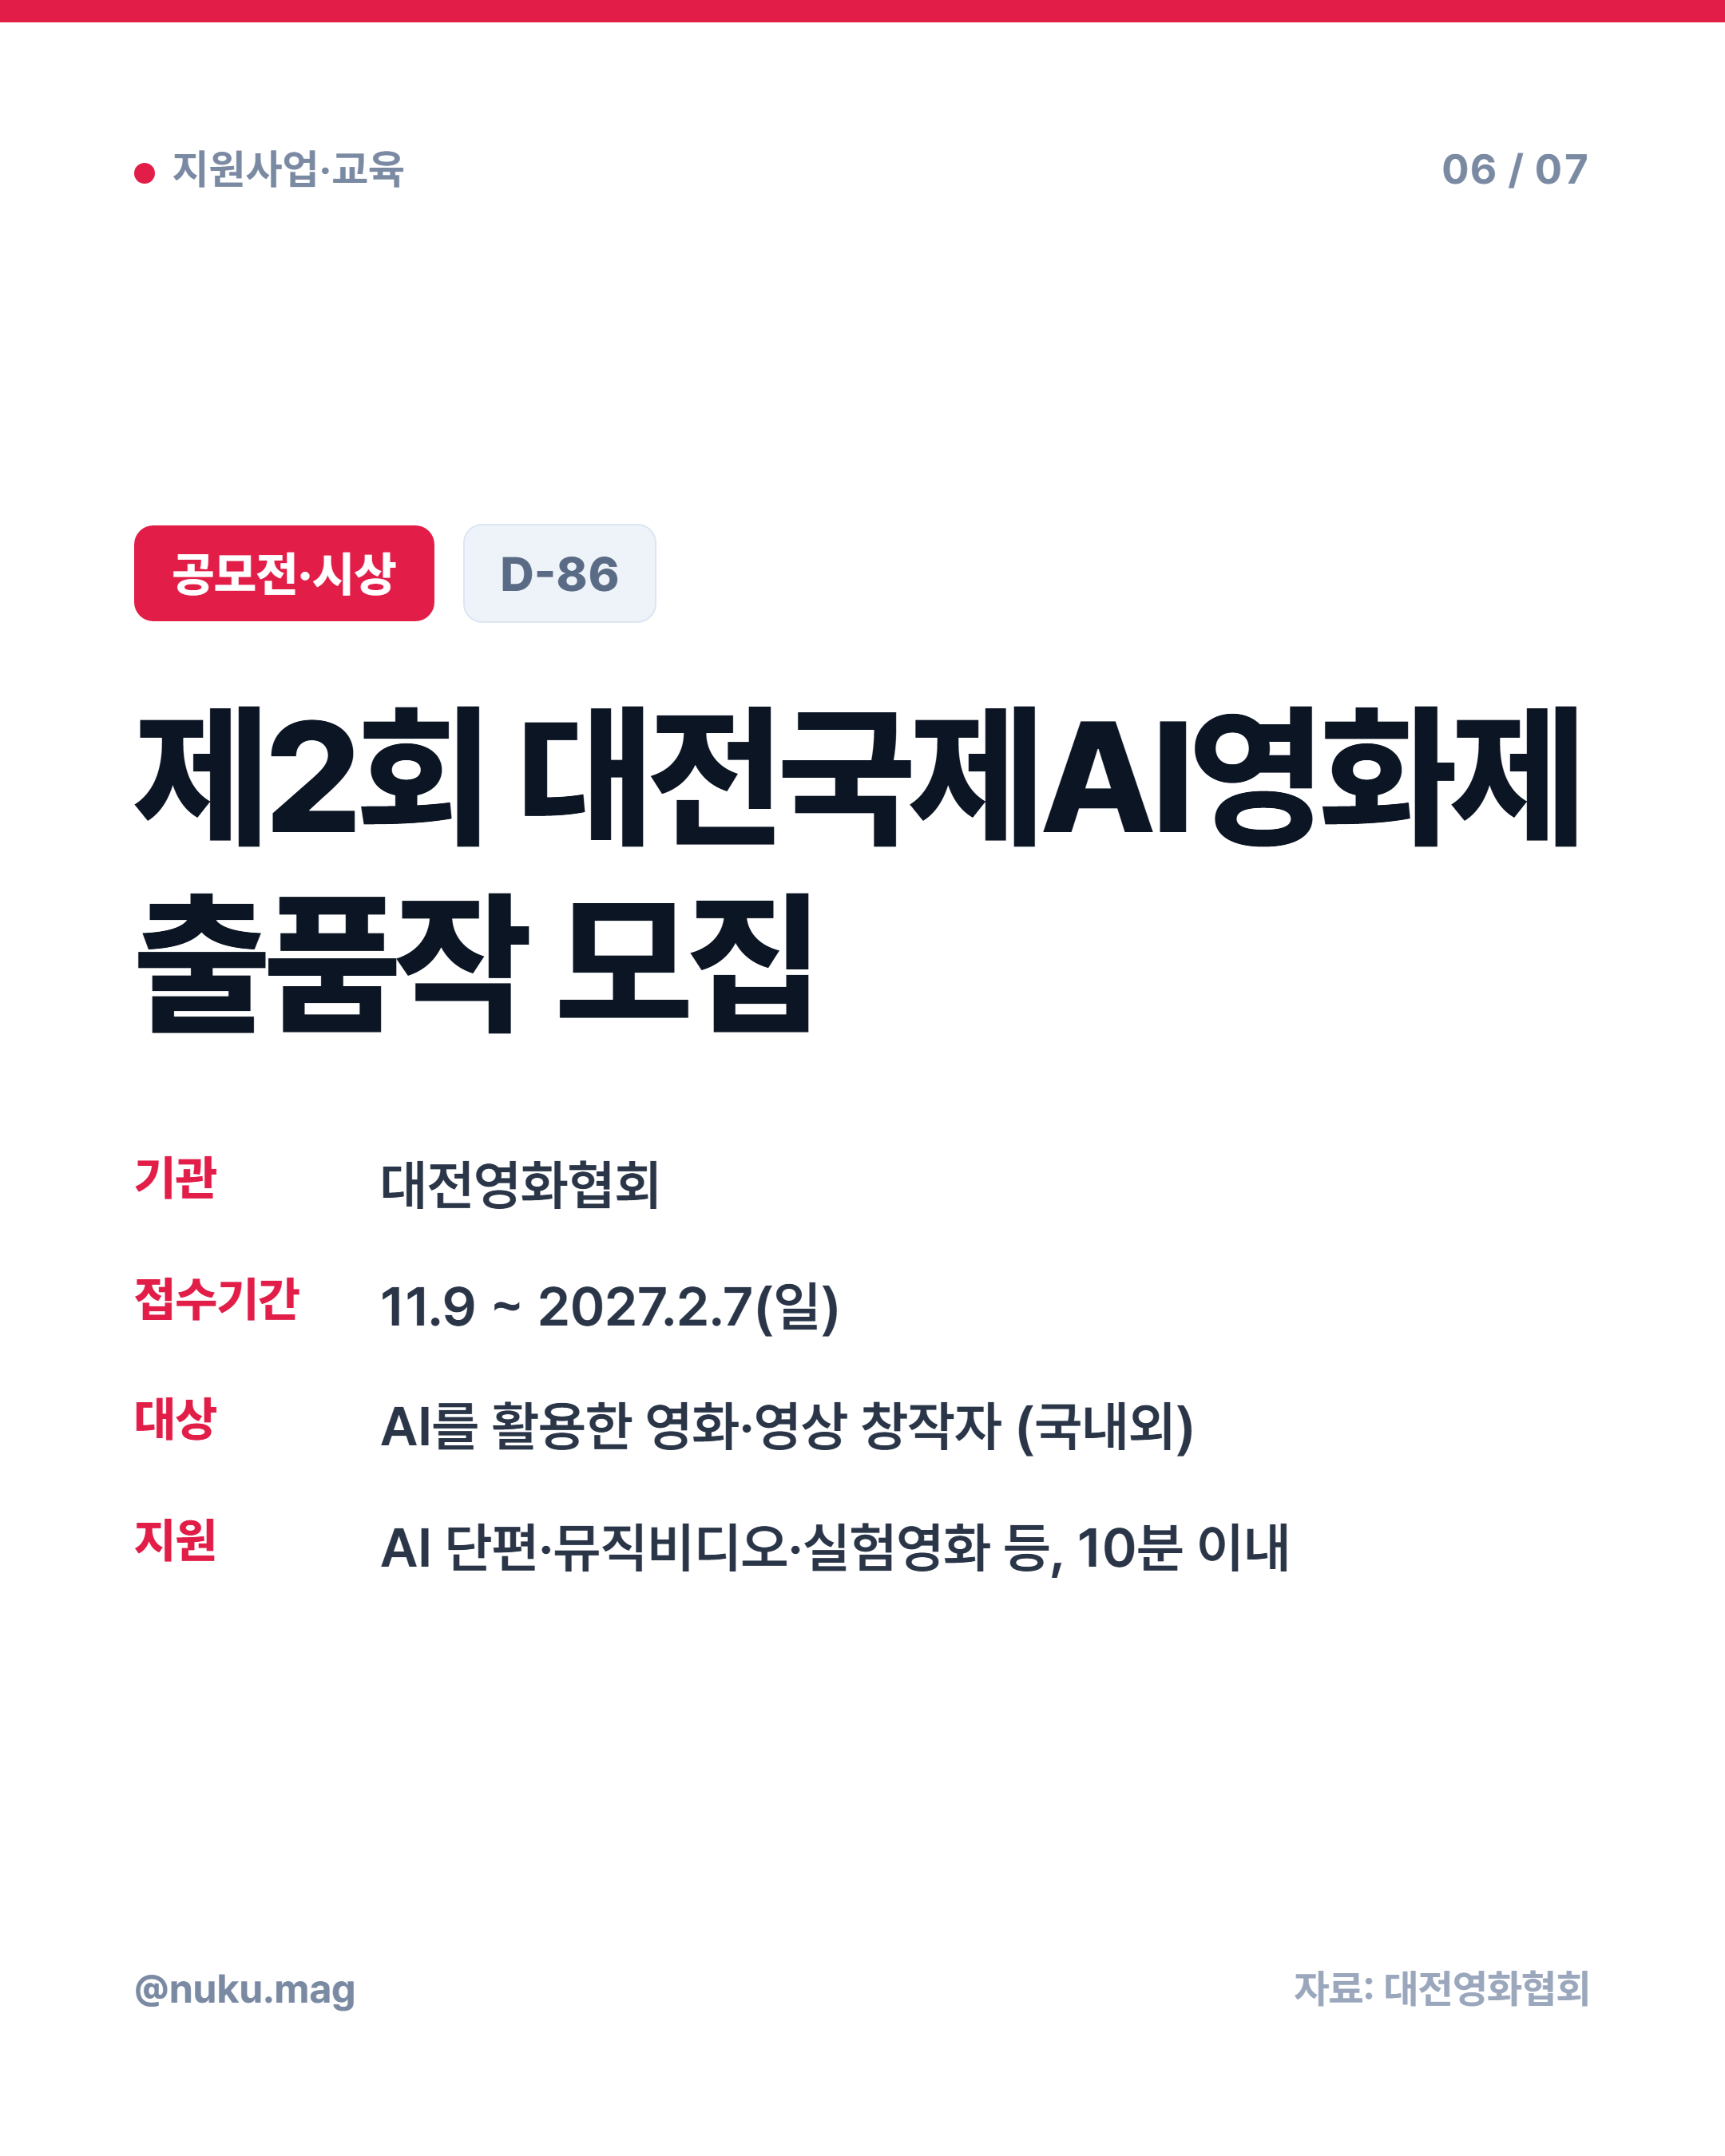 지원사업·교육
06 / 07
공모전·시상
D-86
제2회 대전국제AI영화제
출품작 모집
기관 대전영화협회
접수기간 11.9 ~ 2027.2.7(일)
대상 AI를 활용한 영화·영상 창작자 (국내외)
지원 AI 단편·뮤직비디오·실험영화 등, 10분 이내
@nuku.mag
자료: 대전영화협회